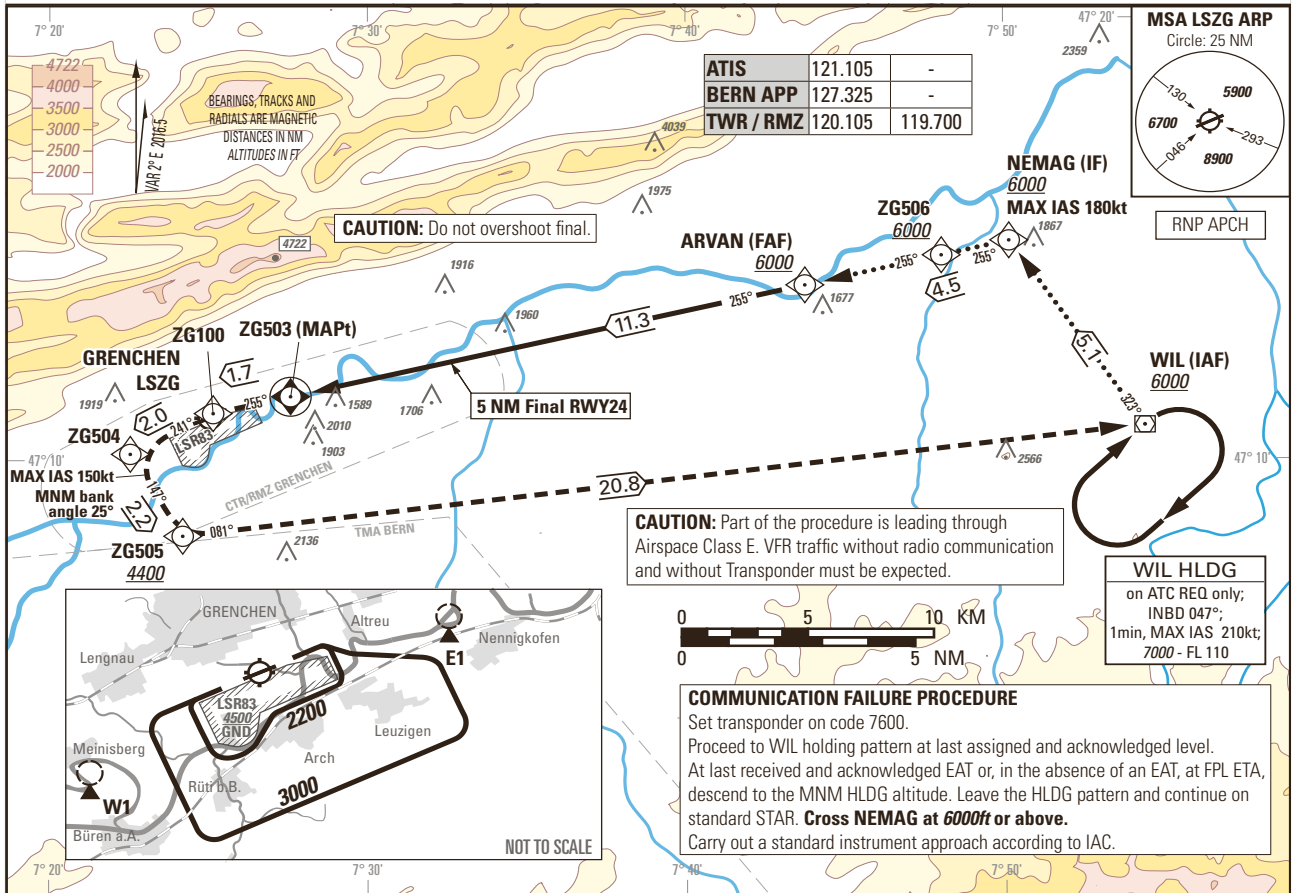 7° 20'
7° 30'
7° 40'
7° 50'
47° 20'
4722
4000
3500
3000
2500
2000
VAR 2° E 2016.5
BEARINGS, TRACKS AND
RADIALS ARE MAGNETIC
DISTANCES IN NM
ALTITUDES IN FT
ATIS 121.105 -
BERN APP 127.325 -
TWR / RMZ 120.105 119.700
MSA LSZG ARP
Circle: 25 NM
130
5900
6700
293
046
8900
RNP APCH
2359
4039
1975
NEMAG (IF)
6000
MAX IAS 180kt
1867
ZG506
6000
255°
255°
4.5
ARVAN (FAF)
6000
1677
255°
11.3
CAUTION: Do not overshoot final.
4722
1916
1960
5.1
323°
WIL (IAF)
6000
ZG503 (MAPt)
ZG100
GRENCHEN
LSZG
1.7
255°
1919
2.0
241°
LSR83
1589
1706
2010
1903
5 NM Final RWY24
ZG504
47° 10'
47° 10'
MAX IAS 150kt
MNM bank
angle 25°
147°
2.2
CTR/RMZ GRENCHEN
TMA BERN
20.8
2566
081°
ZG505
4400
2136
CAUTION: Part of the procedure is leading through
Airspace Class E. VFR traffic without radio communication
and without Transponder must be expected.
WIL HLDG
on ATC REQ only;
INBD 047°;
1min, MAX IAS 210kt;
7000 - FL 110
0 5 10 KM
0 5 NM
GRENCHEN
Altreu
Nennigkofen
E1
Lengnau
LSR83
4500
GND
2200
Leuzigen
Arch
Meinisberg
W1
Rüti b.B.
3000
Büren a.A.
NOT TO SCALE
COMMUNICATION FAILURE PROCEDURE
Set transponder on code 7600.
Proceed to WIL holding pattern at last assigned and acknowledged level.
At last received and acknowledged EAT or, in the absence of an EAT, at FPL ETA,
descend to the MNM HLDG altitude. Leave the HLDG pattern and continue on
standard STAR. Cross NEMAG at 6000ft or above.
Carry out a standard instrument approach according to IAC.
7° 20'
7° 30'
7° 40'
7° 50'